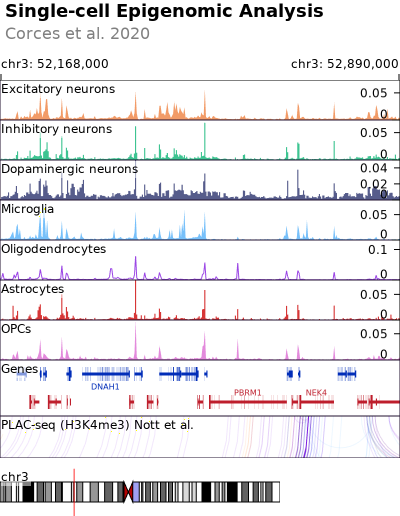 Single-cell Epigenomic Analysis
Corces et al. 2020
chr3: 52,168,000 chr3: 52,890,000
Excitatory neurons 0.05
0
Inhibitory neurons 0.05
0
Dopaminergic neurons 0.04
0.02
0
Microglia 0.05
0
Oligodendrocytes 0.1
0
Astrocytes 0.05
0
OPCs 0.05
0
Genes
DNAH1
PBRM1 NEK4
PLAC-seq (H3K4me3) Nott et al.
chr3